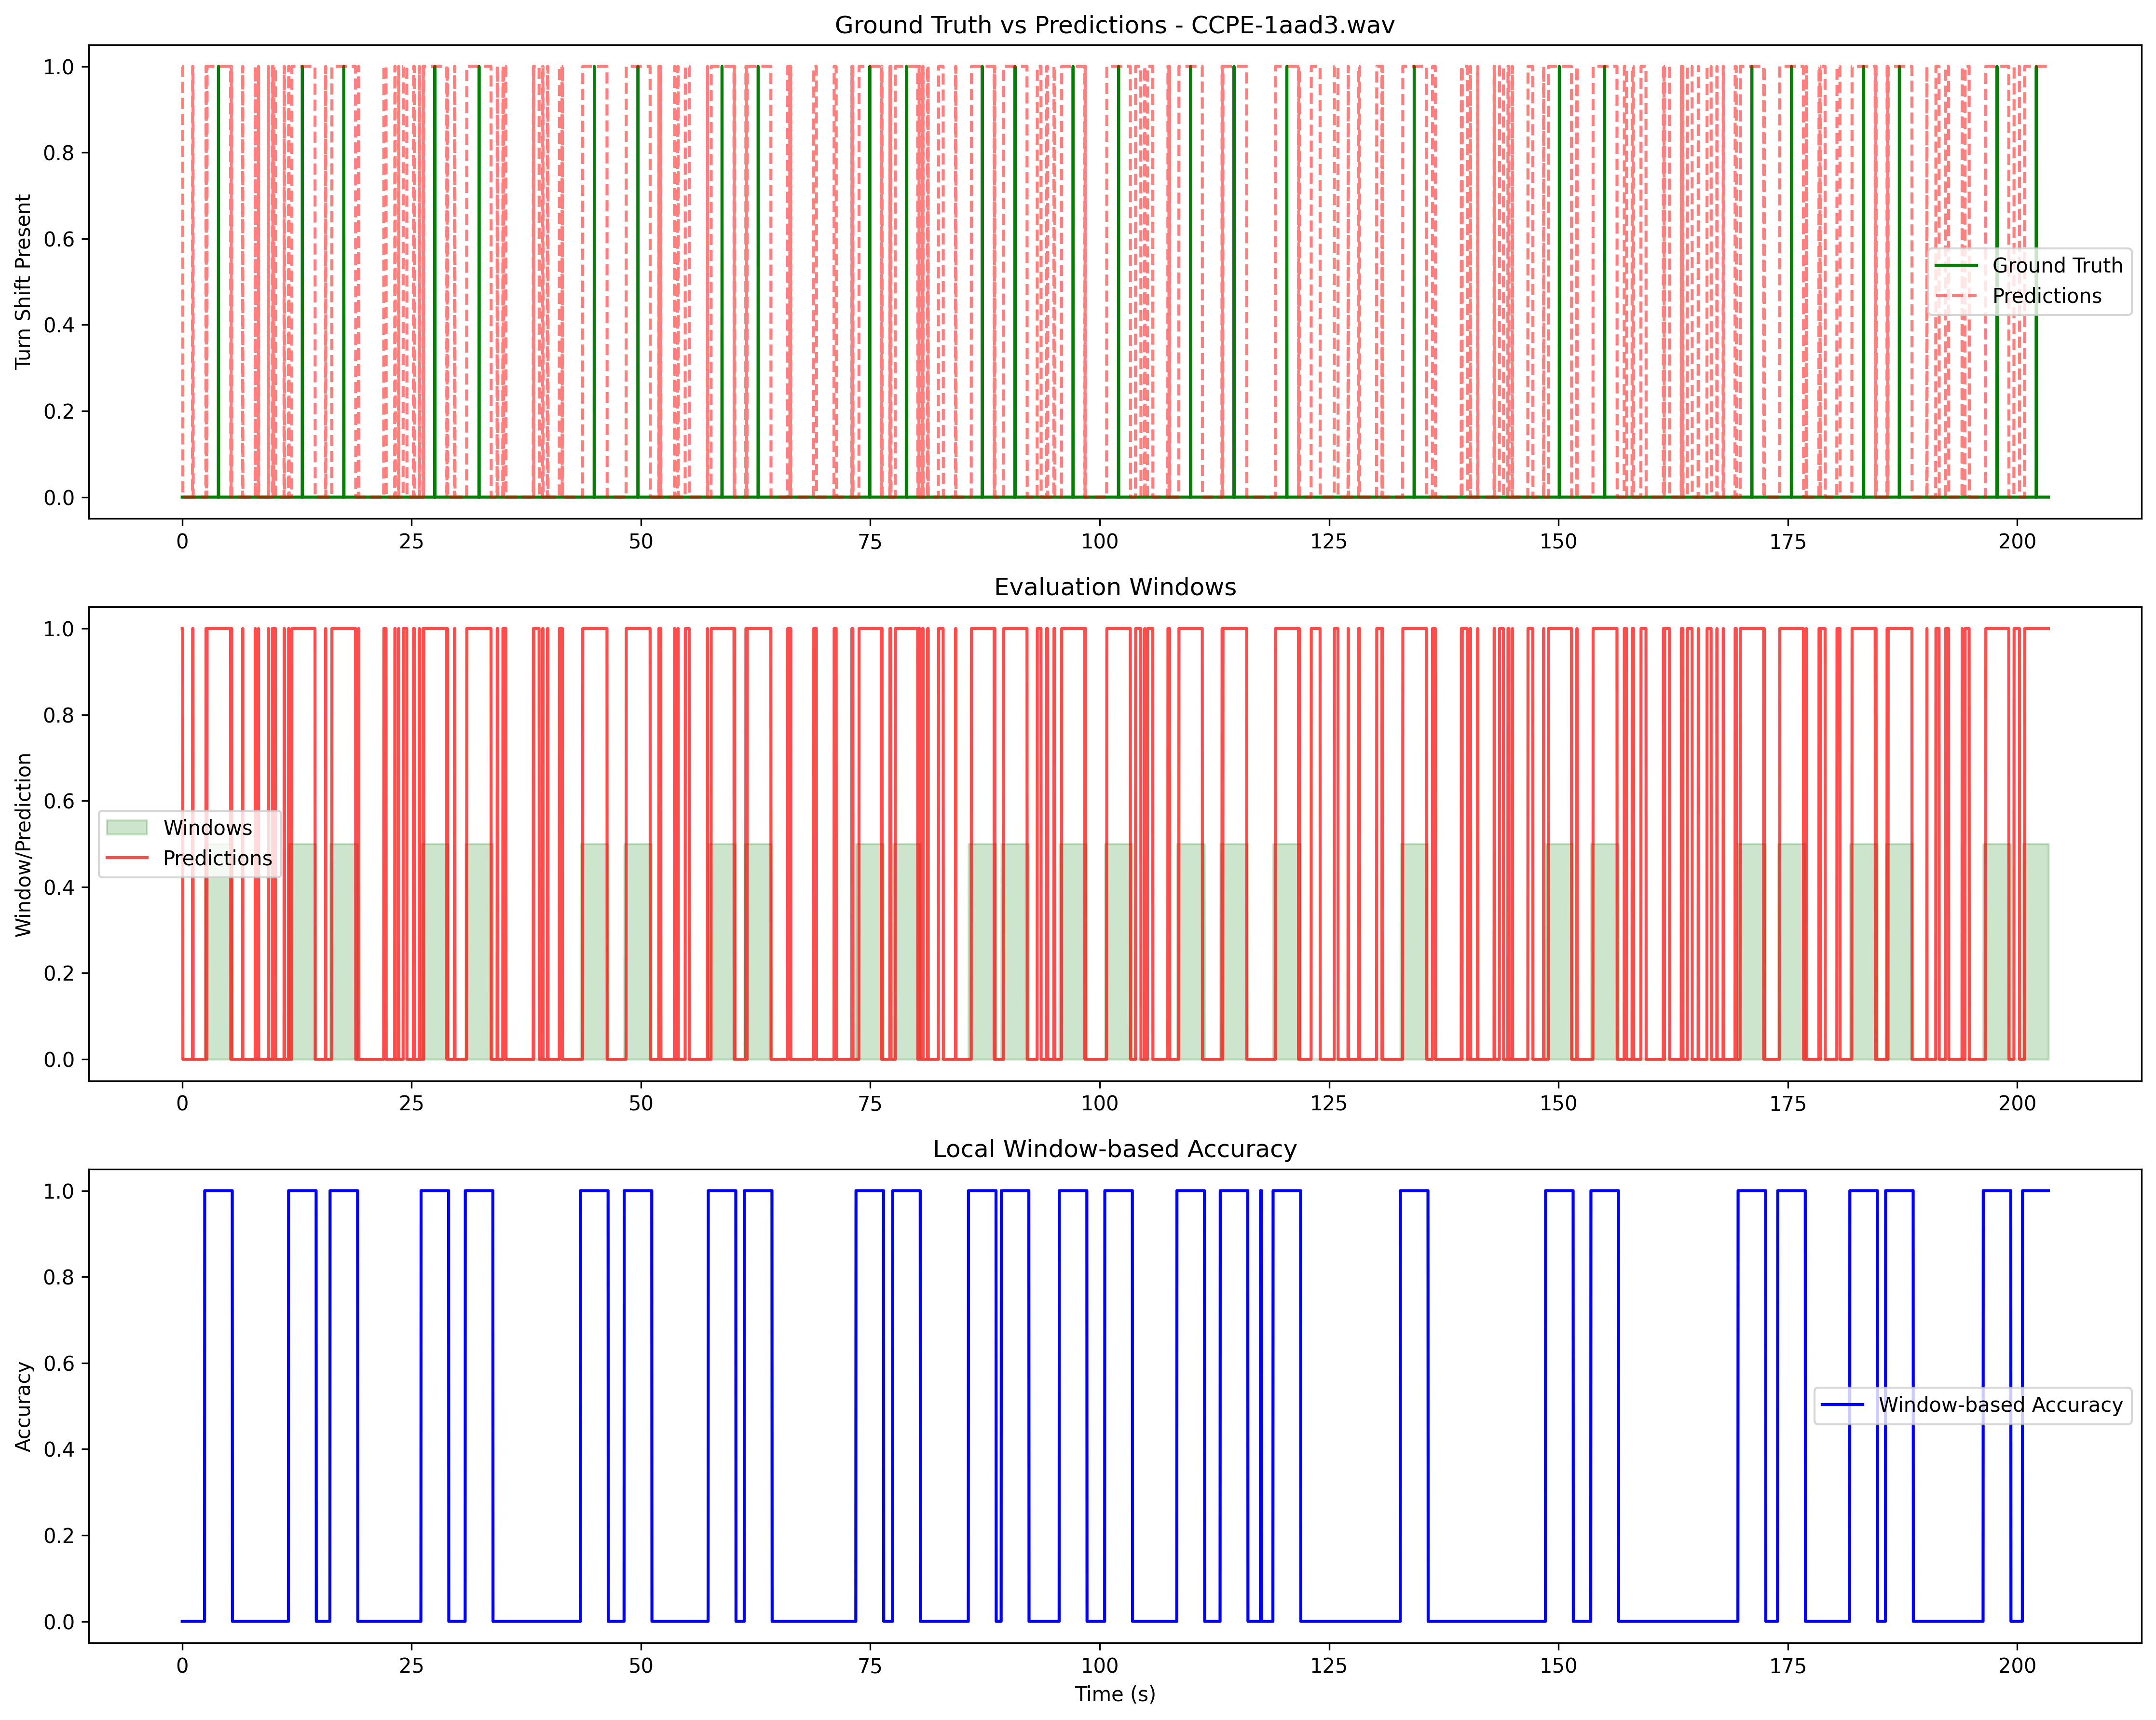 Ground Truth vs Predictions - CCPE-1aad3.wav
1.0
0.8
0.6
0.4
0.2
0.0
Turn Shift Present
Ground Truth
Predictions
0 25 50 75 100 125 150 175 200
Evaluation Windows
1.0
0.8
0.6
0.4
0.2
0.0
Window/Prediction
Windows
Predictions
0 25 50 75 100 125 150 175 200
Local Window-based Accuracy
1.0
0.8
0.6
0.4
0.2
0.0
Accuracy
Window-based Accuracy
0 25 50 75 100 125 150 175 200
Time (s)